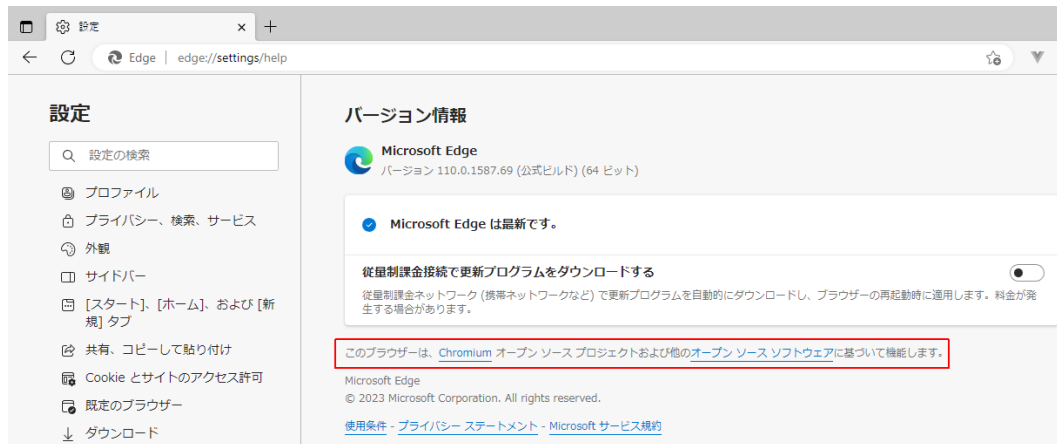 設定
Edge | edge://settings/help
設定
設定の検索
プロファイル
プライバシー、検索、サービス
外観
サイドバー
[スタート]、[ホーム]、および [新
規] タブ
共有、コピーして貼り付け
Cookie とサイトのアクセス許可
既定のブラウザー
ダウンロード
バージョン情報
Microsoft Edge
バージョン 110.0.1587.69 (公式ビルド) (64 ビット)
Microsoft Edge は最新です。
従量制課金接続で更新プログラムをダウンロードする
従量制課金ネットワーク (携帯ネットワークなど) で更新プログラムを自動的にダウンロードし、ブラウザーの再起動時に適用します。料金が発
生する場合があります。
このブラウザーは、Chromium オープン ソース プロジェクトおよび他のオープン ソース ソフトウェアに基づいて機能します。
Microsoft Edge
© 2023 Microsoft Corporation. All rights reserved.
使用条件 - プライバシー ステートメント - Microsoft サービス規約